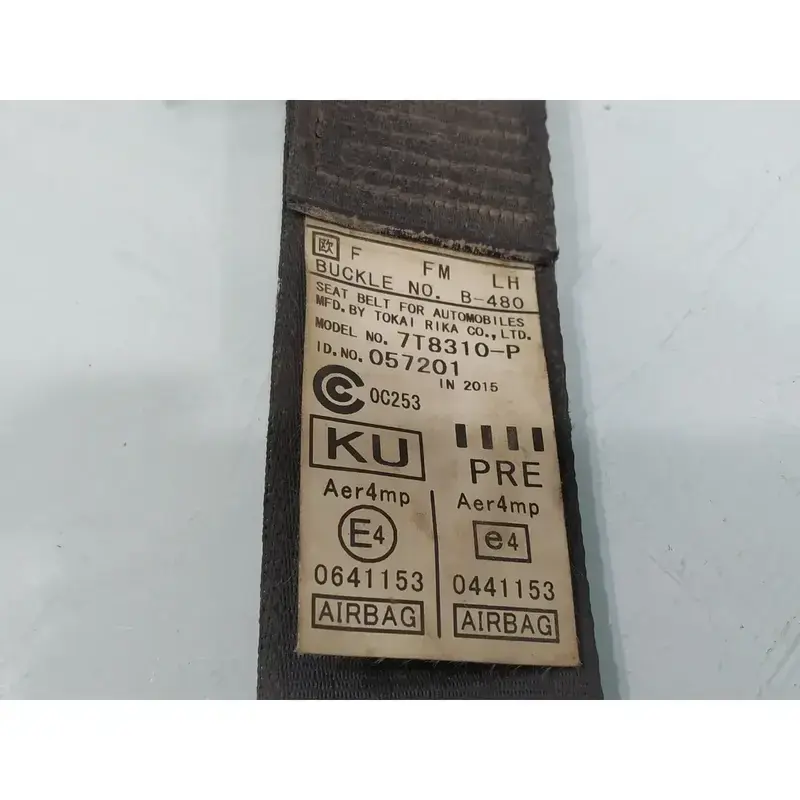 欧 F FM LH
BUCKLE NO. B-480
SEAT BELT FOR AUTOMOBILES
MFD. BY TOKAI RIKA CO., LTD.
MODEL NO. 7T8310-P
ID. NO. 057201 IN 2015
CCC 0C253
KU PRE
Aer4mp Aer4mp
E4 e4
0641153 0441153
AIRBAG AIRBAG